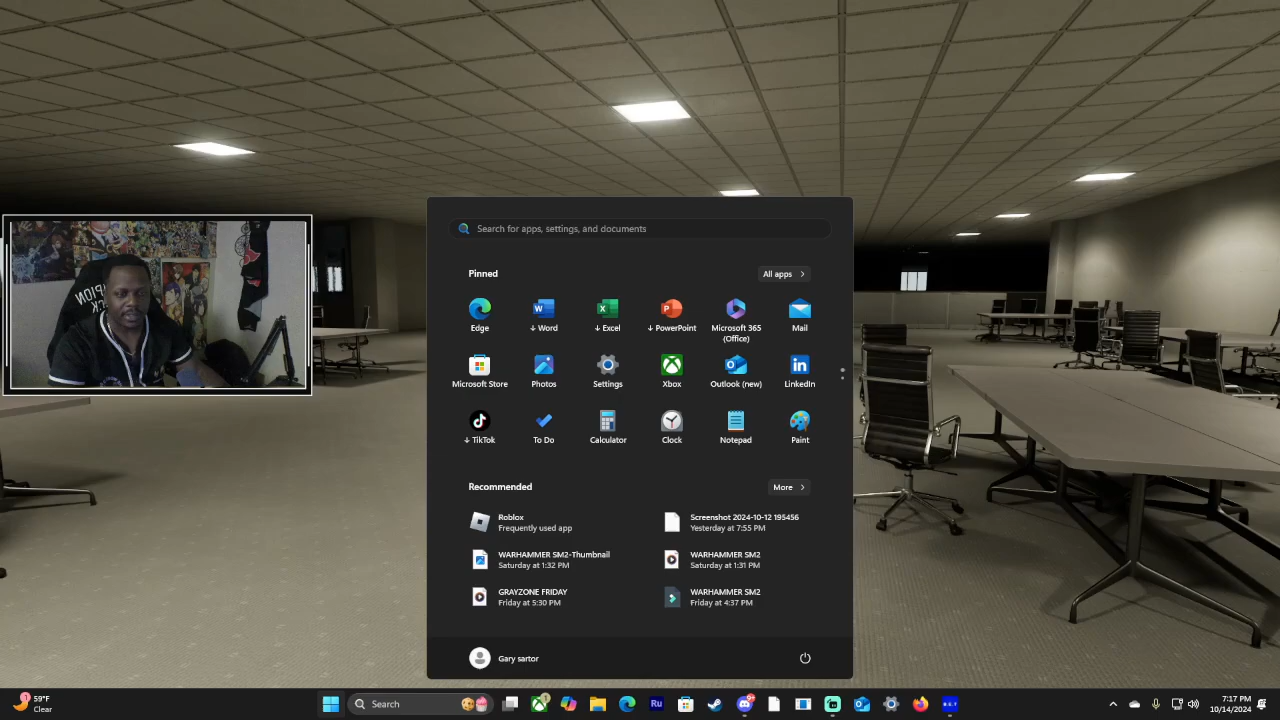 Search for apps, settings, and documents
Pinned
All apps
Edge
Word
Excel
PowerPoint
Microsoft 365
(Office)
Mail
Microsoft Store
Photos
Settings
Xbox
Outlook (new)
LinkedIn
TikTok
To Do
Calculator
Clock
Notepad
Paint
Recommended
More
Roblox
Frequently used app
Screenshot 2024-10-12 195456
Yesterday at 7:55 PM
WARHAMMER SM2-Thumbnail
Saturday at 1:32 PM
WARHAMMER SM2
Saturday at 1:31 PM
GRAYZONE FRIDAY
Friday at 5:30 PM
WARHAMMER SM2
Friday at 4:37 PM
Gary sartor
1
59°F
Clear
Search
1
Ru
9+
7:17 PM
10/14/2024